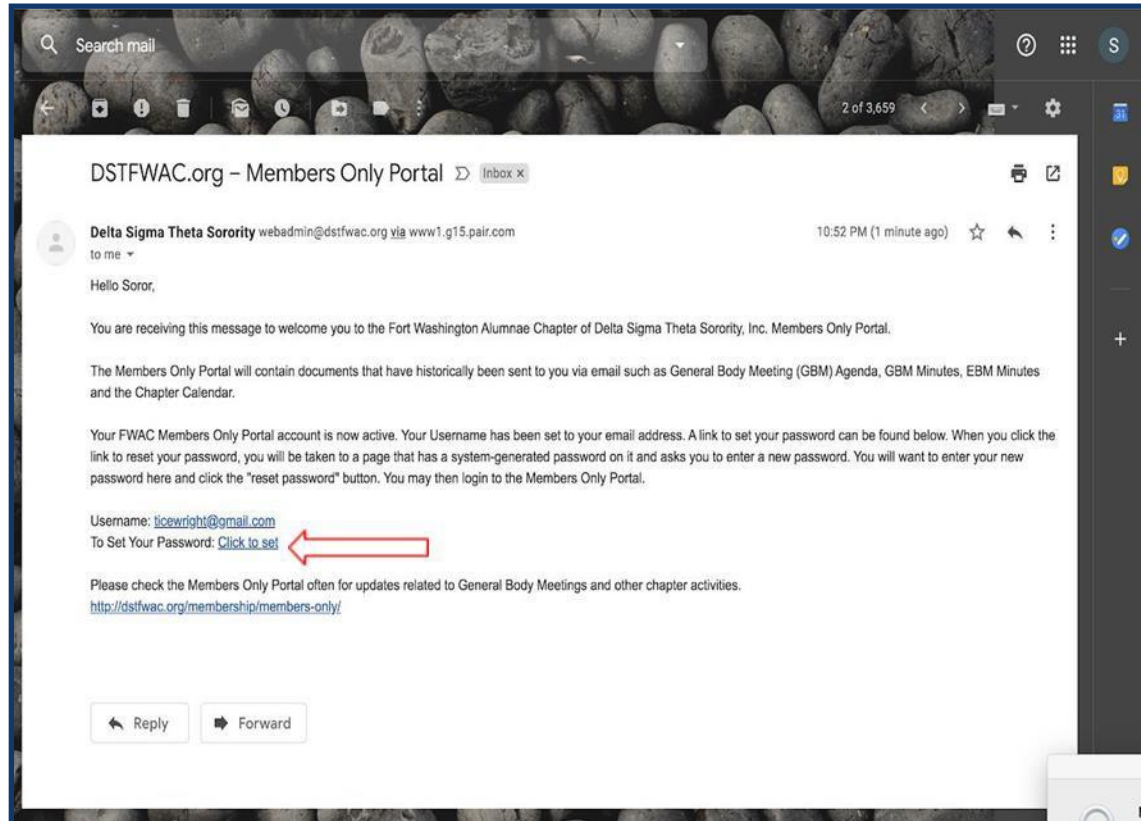 Search mail
S
2 of 3,659
31
DSTFWAC.org – Members Only Portal Inbox x
Delta Sigma Theta Sorority webadmin@dstfwac.org via www1.g15.pair.com 10:52 PM (1 minute ago)
to me
Hello Soror,
You are receiving this message to welcome you to the Fort Washington Alumnae Chapter of Delta Sigma Theta Sorority, Inc. Members Only Portal.
The Members Only Portal will contain documents that have historically been sent to you via email such as General Body Meeting (GBM) Agenda, GBM Minutes, EBM Minutes
and the Chapter Calendar.
Your FWAC Members Only Portal account is now active. Your Username has been set to your email address. A link to set your password can be found below. When you click the
link to reset your password, you will be taken to a page that has a system-generated password on it and asks you to enter a new password. You will want to enter your new
password here and click the "reset password" button. You may then login to the Members Only Portal.
Username: ticewright@gmail.com
To Set Your Password: Click to set
Please check the Members Only Portal often for updates related to General Body Meetings and other chapter activities.
http://dstfwac.org/membership/members-only/
Reply Forward